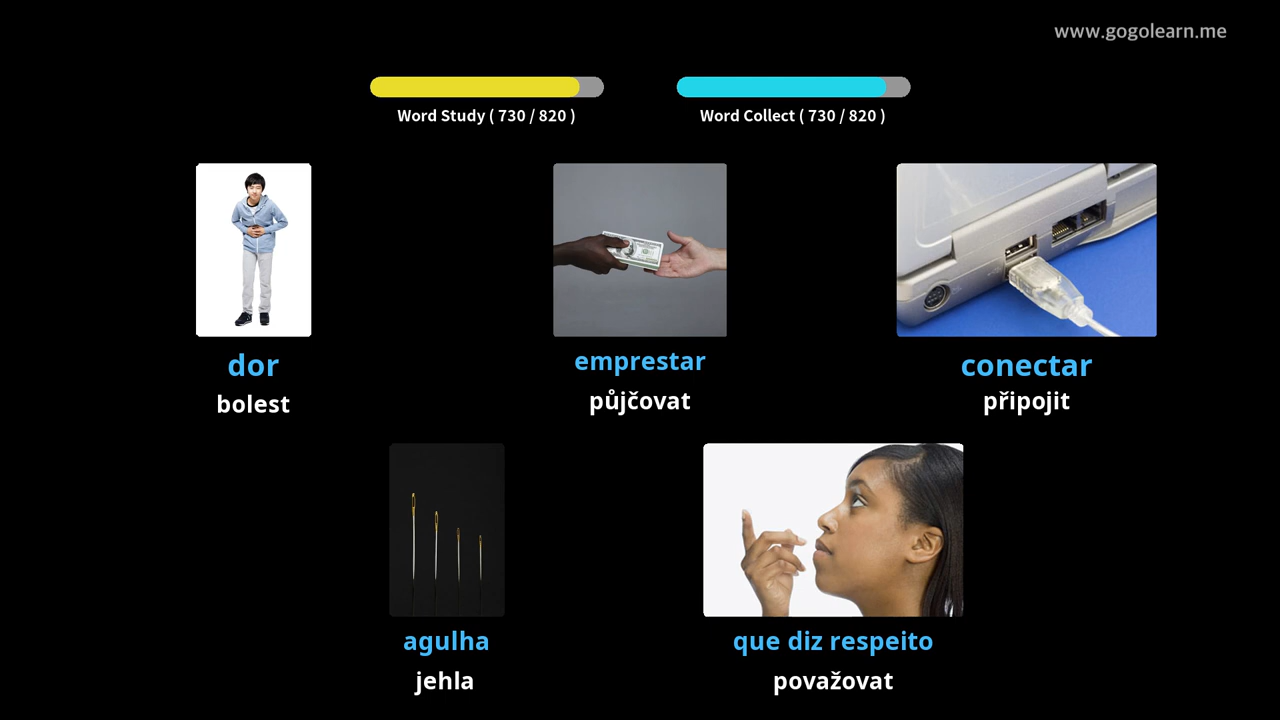 www.gogolearn.me
Word Study ( 730 / 820 )
Word Collect ( 730 / 820 )
dor
bolest
emprestar
půjčovat
conectar
připojit
agulha
jehla
que diz respeito
považovat